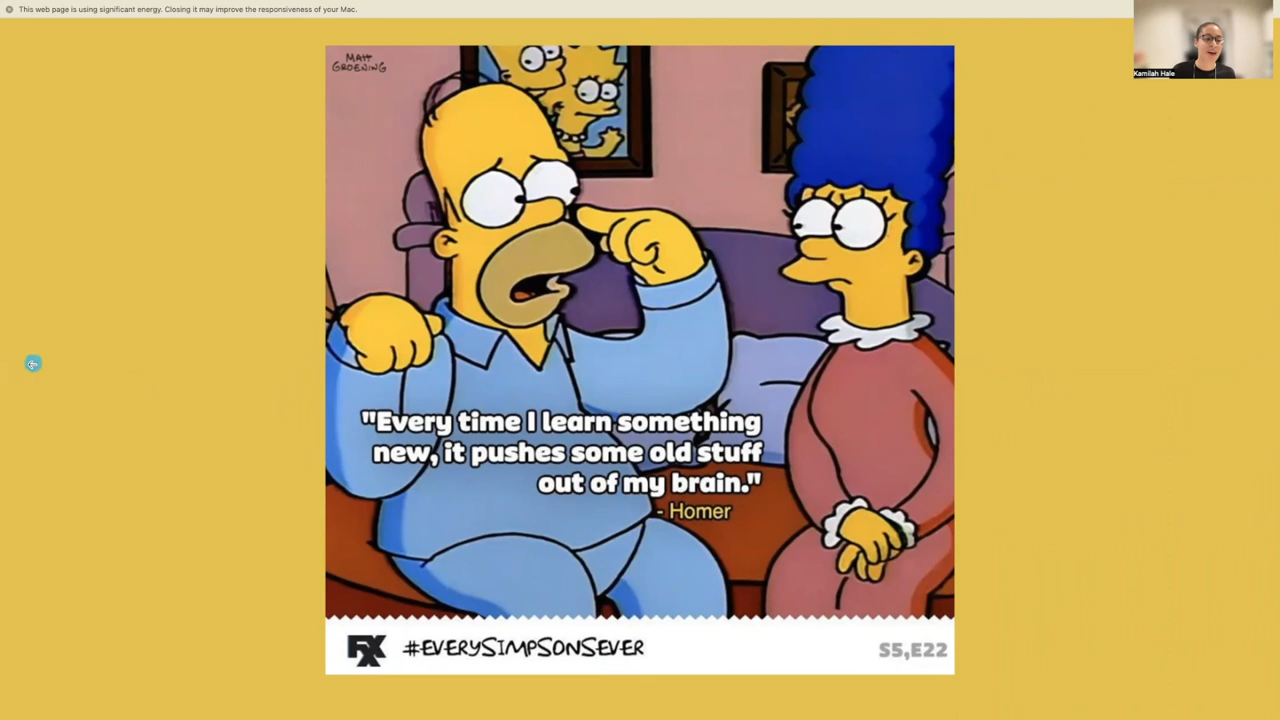 This web page is using significant energy. Closing it may improve the responsiveness of your Mac.
Kamilah Hale
MATT
GROENING
"Every time I learn something
new, it pushes some old stuff
out of my brain."
- Homer
FXX #EVERYSIMPSONSEVER S5,E22